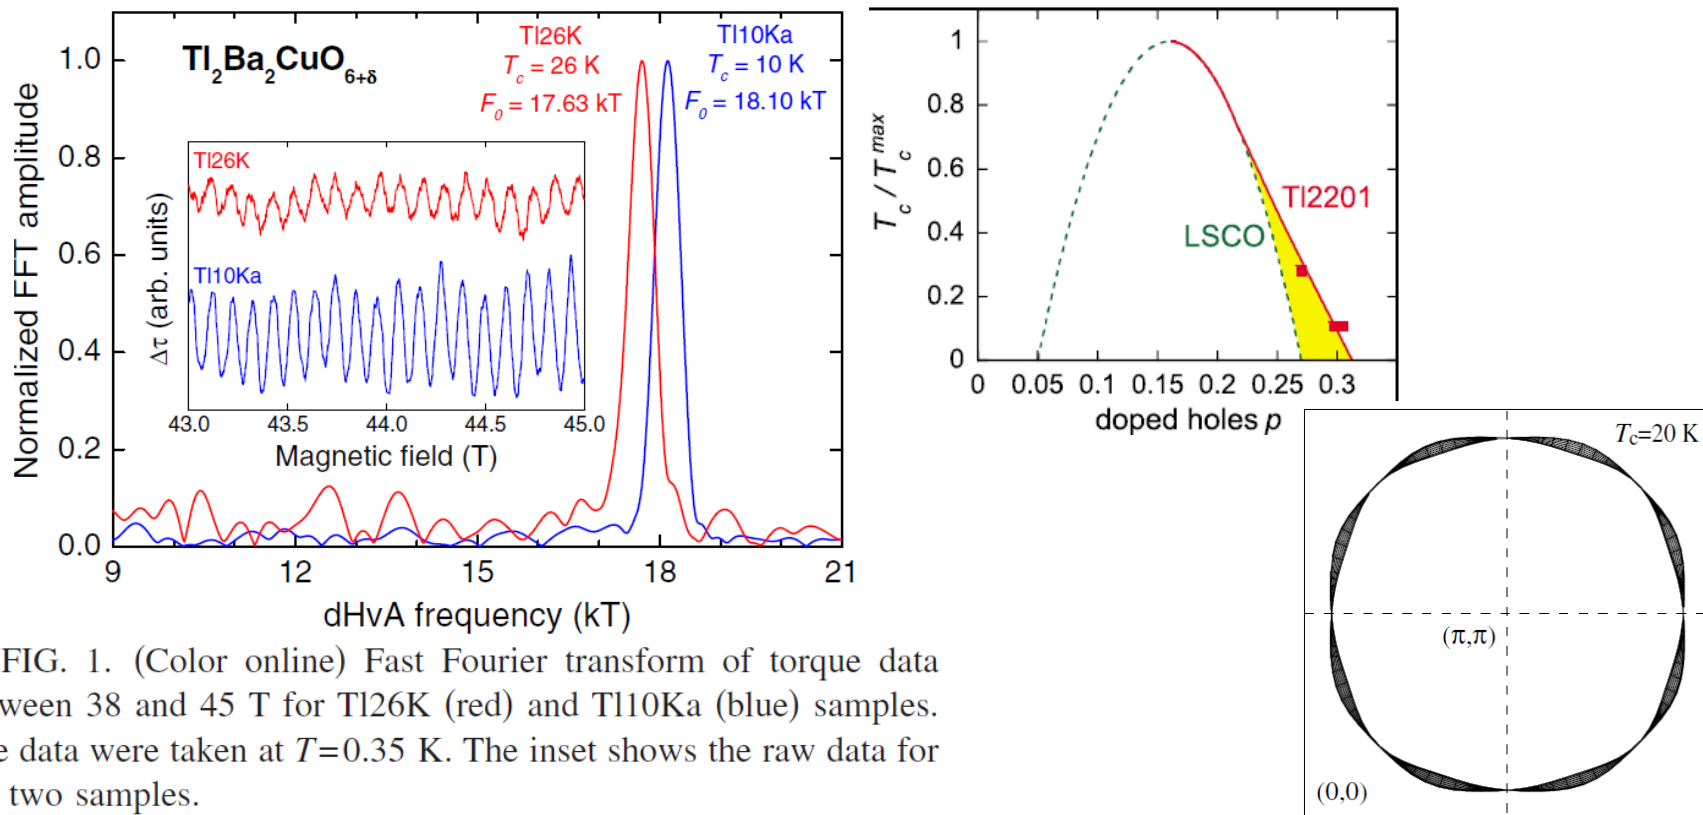 Tl2Ba2CuO6+δ
Tl26K
Tc = 26 K
F0 = 17.63 kT
Tl10Ka
Tc = 10 K
F0 = 18.10 kT
Normalized FFT amplitude
1.0
0.8
0.6
0.4
0.2
0.0
9 12 15 18 21
dHvA frequency (kT)
Tl26K
Tl10Ka
Δτ (arb. units)
43.0 43.5 44.0 44.5 45.0
Magnetic field (T)
FIG. 1. (Color online) Fast Fourier transform of torque data
ween 38 and 45 T for Tl26K (red) and Tl10Ka (blue) samples.
e data were taken at T=0.35 K. The inset shows the raw data for
two samples.
Tc / Tc max
1
0.8
0.6
0.4
0.2
0
LSCO
Tl2201
0 0.05 0.1 0.15 0.2 0.25 0.3
doped holes p
Tc=20 K
(π,π)
(0,0)